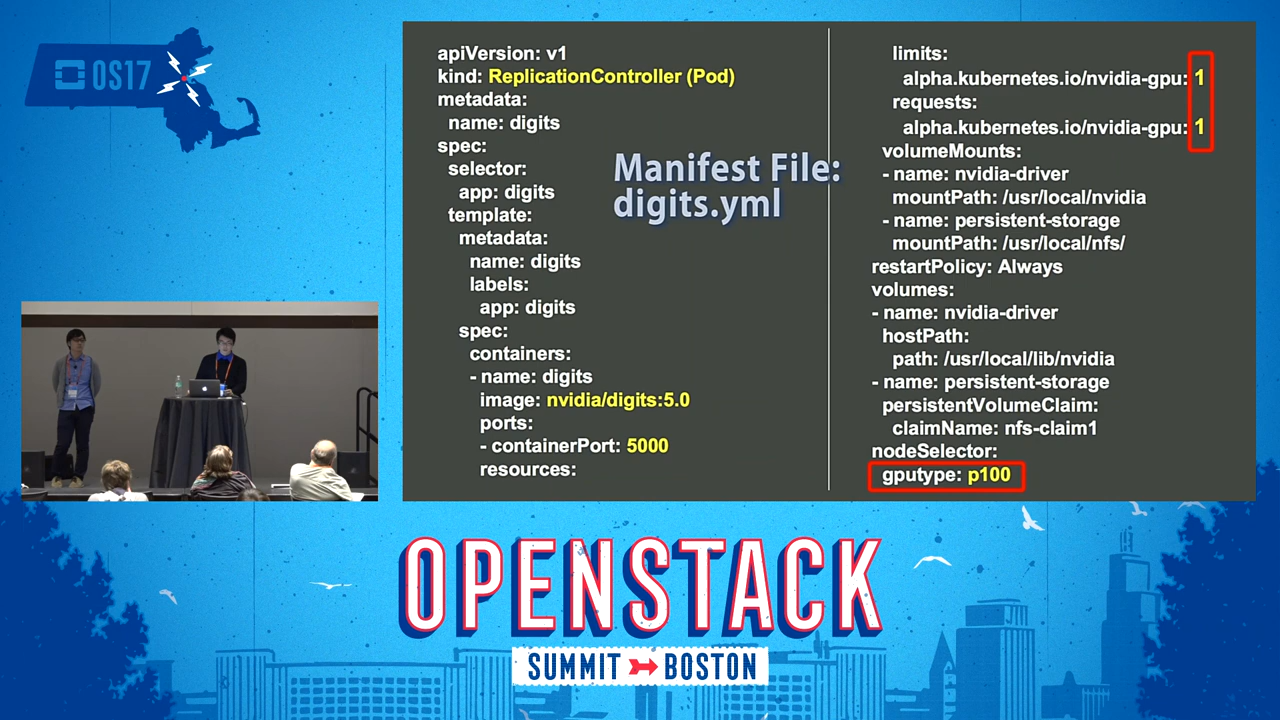 OS17
apiVersion: v1
kind: ReplicationController (Pod)
metadata:
name: digits
spec:
selector:
app: digits
template:
metadata:
name: digits
labels:
app: digits
spec:
containers:
- name: digits
image: nvidia/digits:5.0
ports:
- containerPort: 5000
resources:
Manifest File:
digits.yml
limits:
alpha.kubernetes.io/nvidia-gpu: 1
requests:
alpha.kubernetes.io/nvidia-gpu: 1
volumeMounts:
- name: nvidia-driver
mountPath: /usr/local/nvidia
- name: persistent-storage
mountPath: /usr/local/nfs/
restartPolicy: Always
volumes:
- name: nvidia-driver
hostPath:
path: /usr/local/lib/nvidia
- name: persistent-storage
persistentVolumeClaim:
claimName: nfs-claim1
nodeSelector:
gputype: p100
OPENSTACK
SUMMIT BOSTON